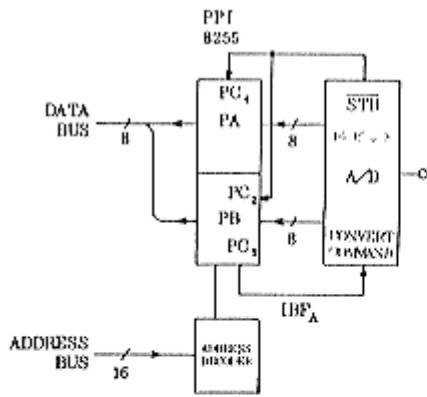 PPI
8255
PC4
PA
DATA
BUS
8
8
STB
A/D
PC2
PB
PC5
8
CONVERT
COMMAND
IBFA
ADDRESS
BUS
16
ADDRESS
DECODER